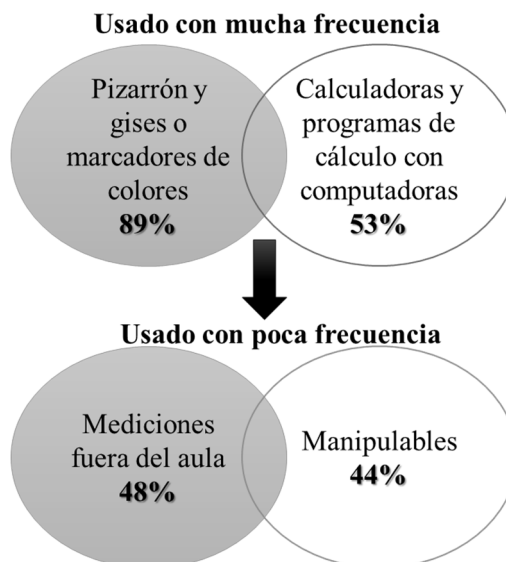 Usado con mucha frecuencia
Pizarrón y
gises o
marcadores de
colores
89%
Calculadoras y
programas de
cálculo con
computadoras
53%
Usado con poca frecuencia
Mediciones
fuera del aula
48%
Manipulables
44%